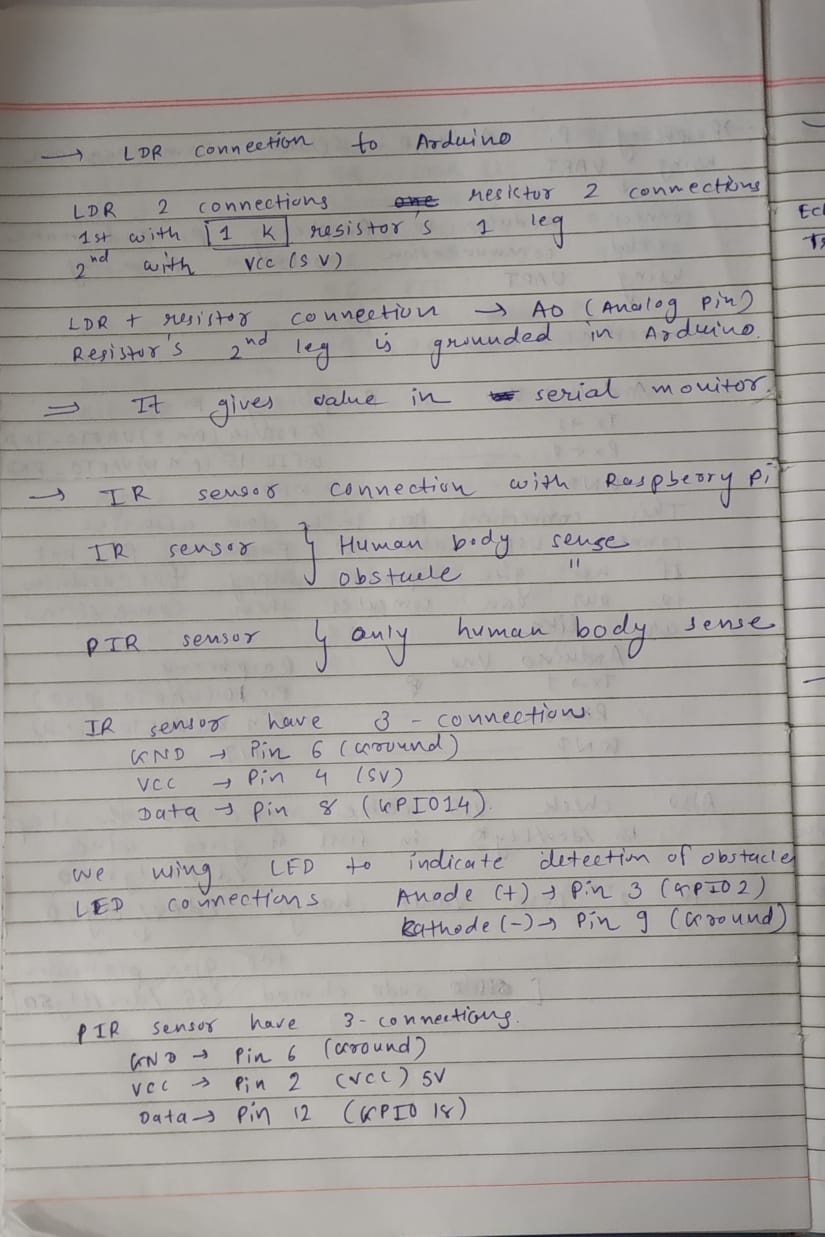 → LDR connection to Arduino
LDR 2 connections resistor 2 connections
1st with 1 K resistor's 1 leg
2nd with VCC (5V)
LDR + resistor connection → A0 (Analog Pin)
Resistor's 2nd leg is grounded in Arduino.
⇒ It gives value in serial monitor.
→ IR sensor connection with Raspberry Pi
IR sensor } Human body sense
obstacle "
PIR sensor } only human body sense
IR sensor have 3 - connections.
GND → Pin 6 (Ground)
VCC → Pin 4 (5V)
Data → Pin 8 (GPIO14).
we using LED to indicate detection of obstacle
LED connections Anode (+) → Pin 3 (GPIO2)
Kathode (-) → Pin 9 (Ground)
PIR sensor have 3-connections.
GND → Pin 6 (Ground)
VCC → Pin 2 (VCC) 5V
Data → Pin 12 (GPIO 18)